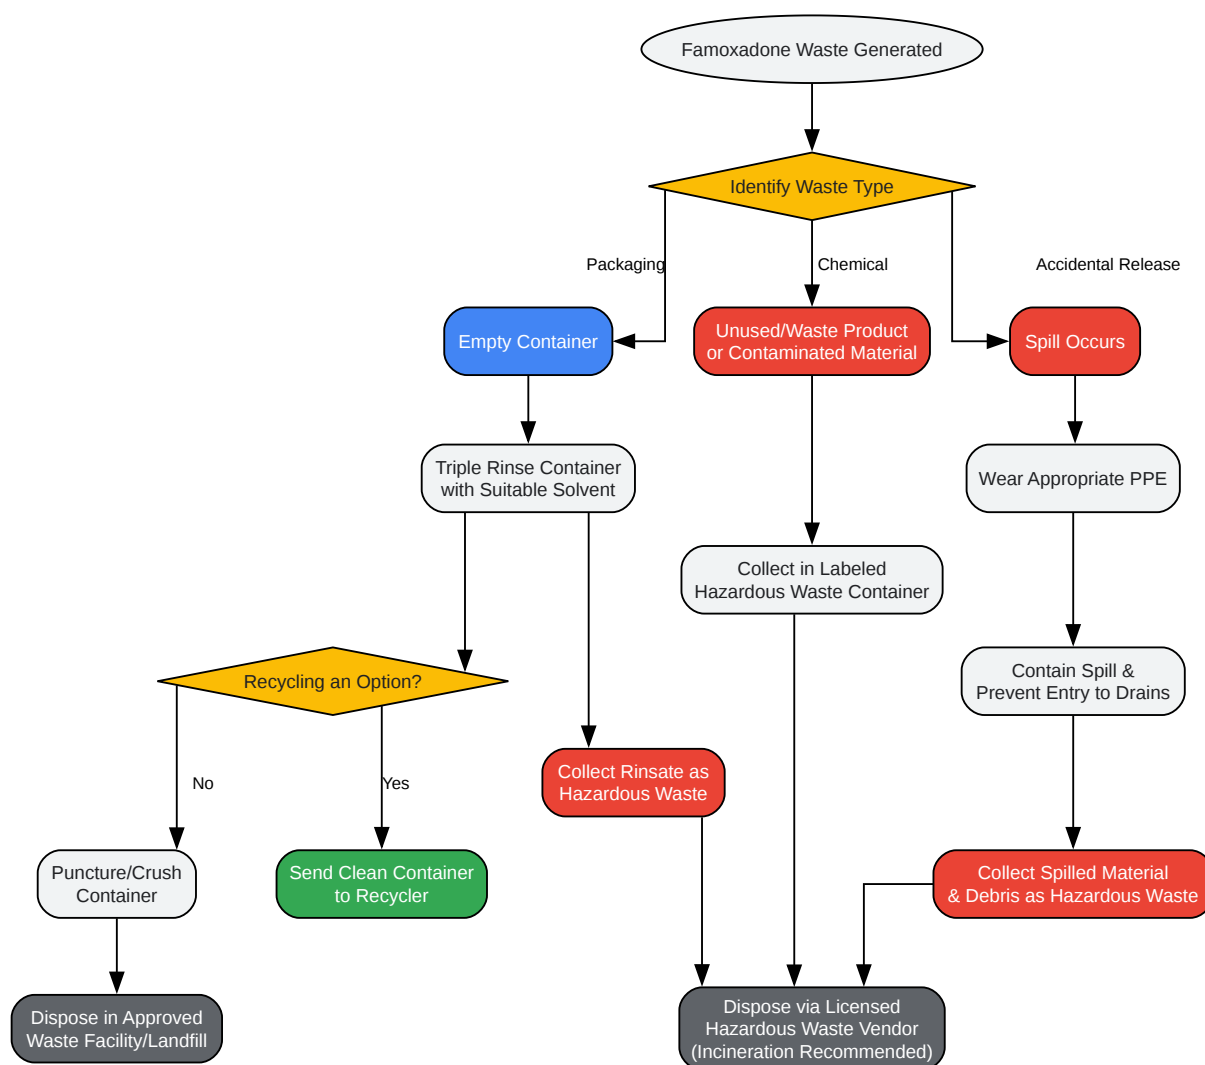 Famoxadone Waste Generated
Identify Waste Type
Packaging
Chemical
Accidental Release
Empty Container
Unused/Waste Product
or Contaminated Material
Spill Occurs
Triple Rinse Container
with Suitable Solvent
Wear Appropriate PPE
Collect in Labeled
Hazardous Waste Container
Recycling an Option?
Contain Spill &
Prevent Entry to Drains
No
Yes
Collect Rinsate as
Hazardous Waste
Puncture/Crush
Container
Send Clean Container
to Recycler
Collect Spilled Material
& Debris as Hazardous Waste
Dispose in Approved
Waste Facility/Landfill
Dispose via Licensed
Hazardous Waste Vendor
(Incineration Recommended)